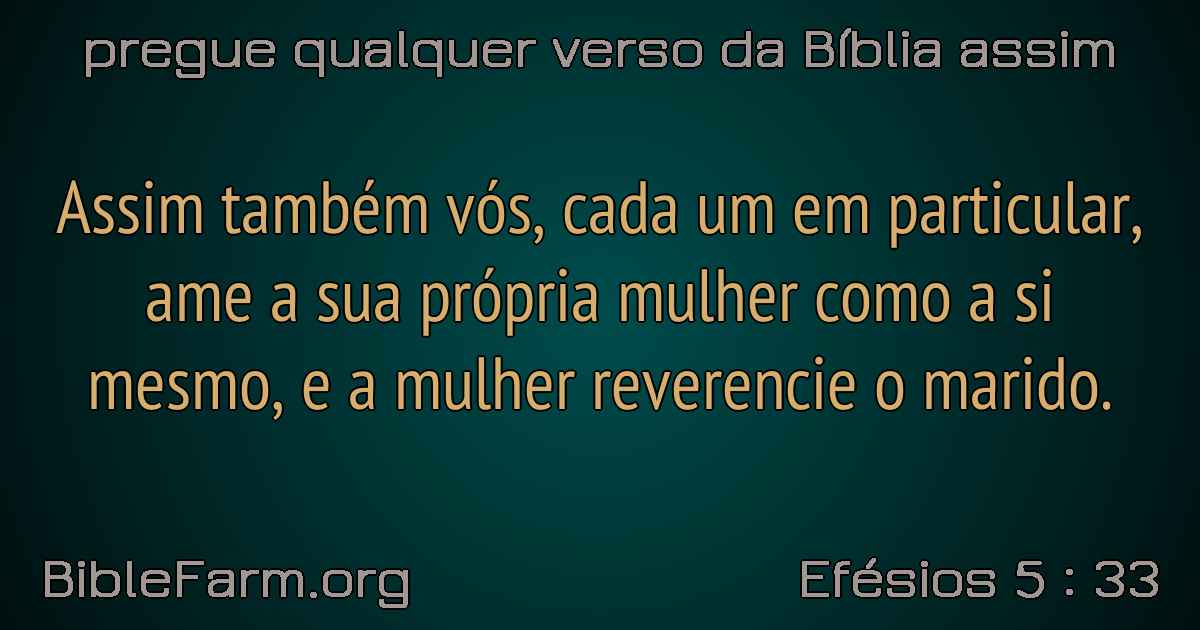 pregue qualquer verso da Bíblia assim
Assim também vós, cada um em particular,
ame a sua própria mulher como a si
mesmo, e a mulher reverencie o marido.
BibleFarm.org
Efésios 5 : 33